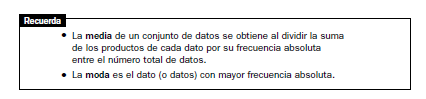 Recuerda
• La media de un conjunto de datos se obtiene al dividir la suma
de los productos de cada dato por su frecuencia absoluta
entre el número total de datos.
• La moda es el dato (o datos) con mayor frecuencia absoluta.